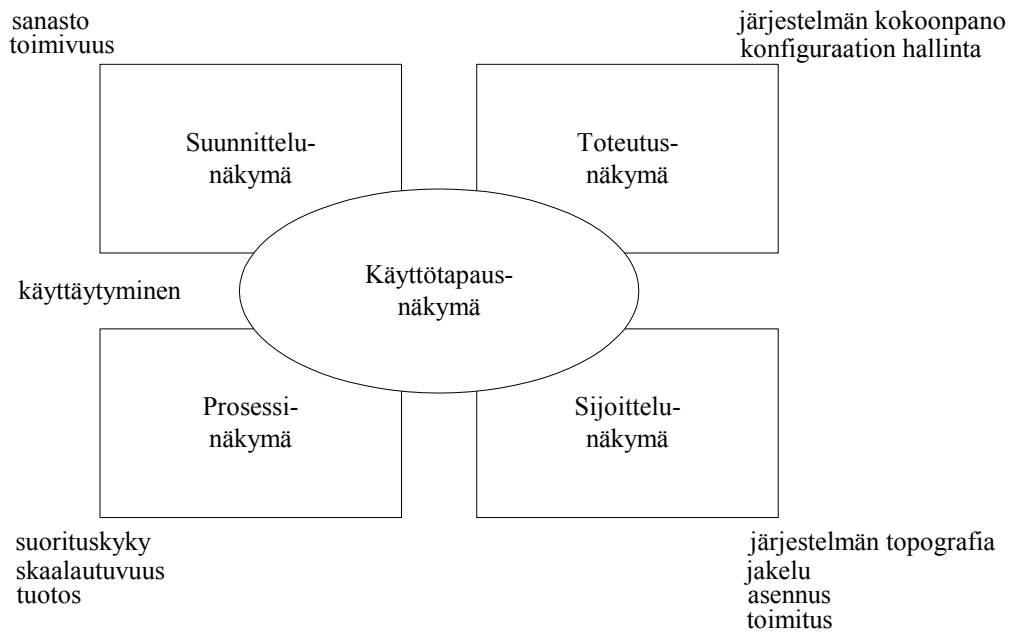 sanasto
toimivuus
järjestelmän kokoonpano
konfiguraation hallinta
Suunnittelu-
näkymä
Toteutus-
näkymä
käyttäytyminen
Käyttötapaus-
näkymä
Prosessi-
näkymä
Sijoittelu-
näkymä
suorituskyky
skaalautuvuus
tuotos
järjestelmän topografia
jakelu
asennus
toimitus